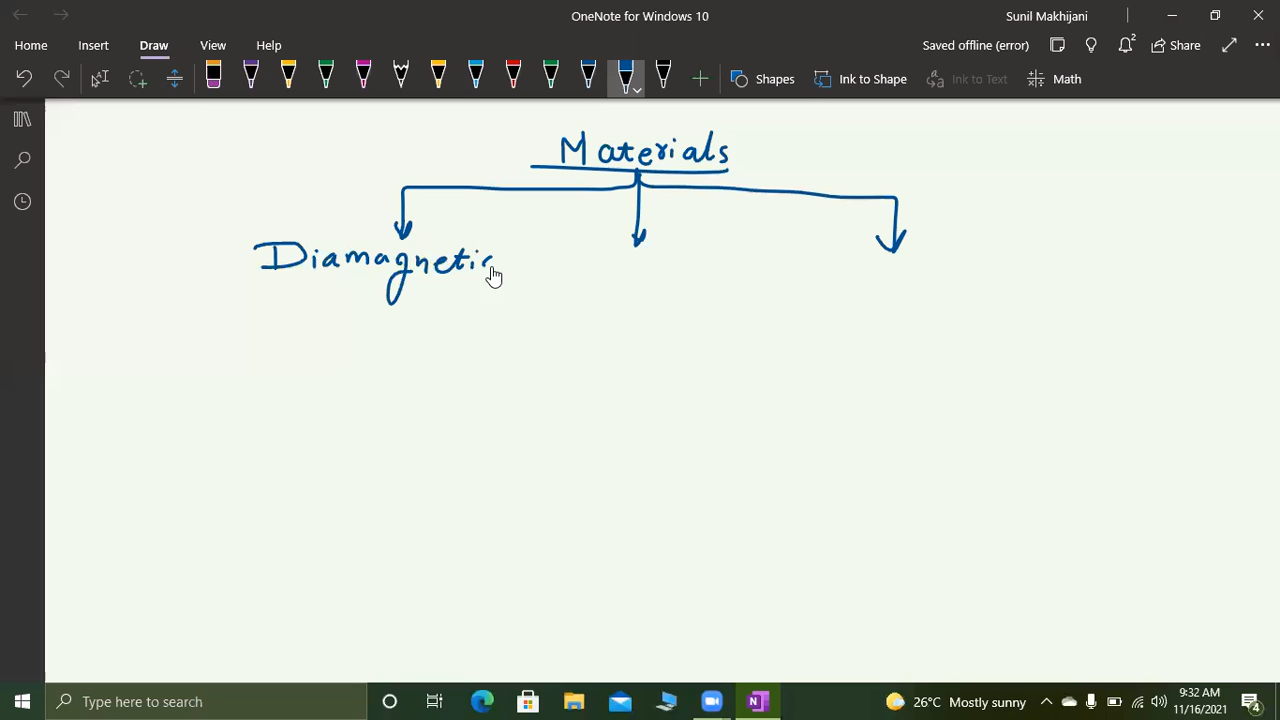 OneNote for Windows 10
Sunil Makhijani
Home Insert Draw View Help
Saved offline (error) Share
Shapes Ink to Shape Ink to Text Math
Materials
Diamagnetic
Type here to search
26°C Mostly sunny
9:32 AM
11/16/2021
4